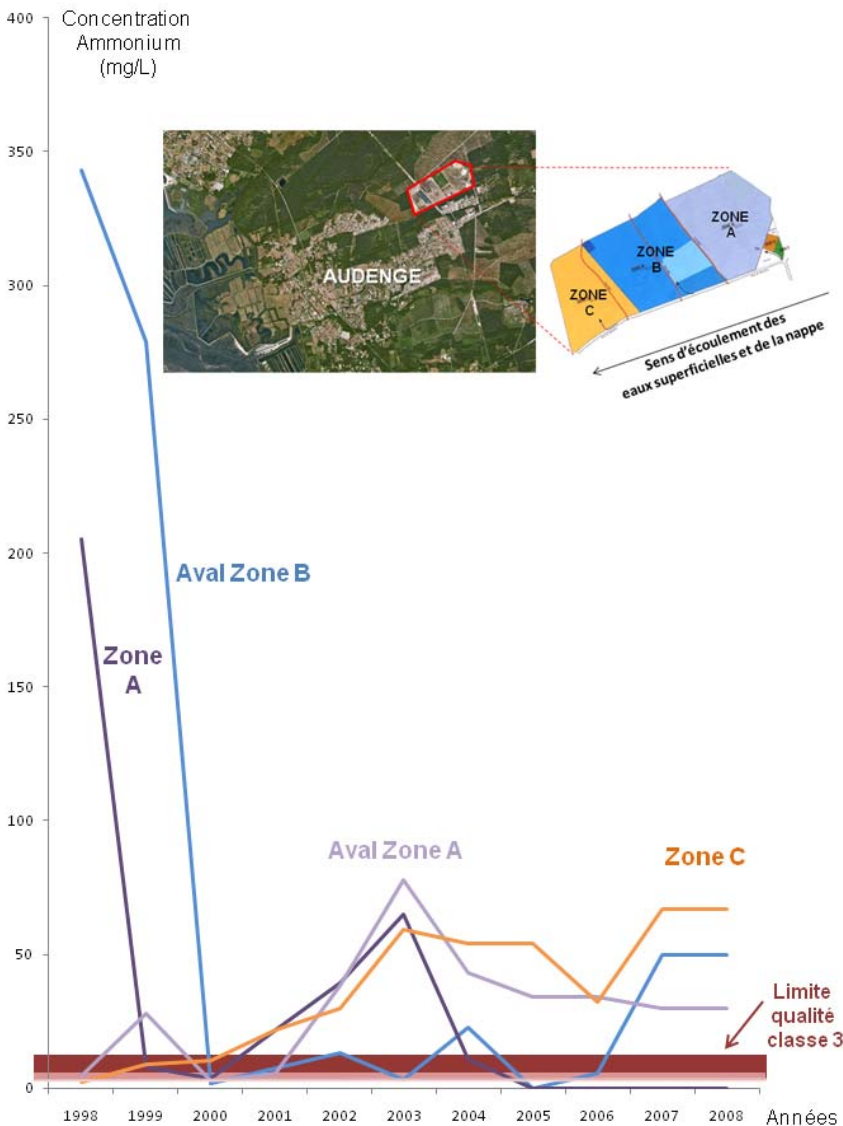 Concentration
Ammonium
(mg/L)
400
350
300
250
200
150
100
50
0
AUDENGE
ZONE
A
ZONE
B
ZONE
C
Sens d'écoulement des
eaux superficielles et de la nappe
Aval Zone B
Zone
A
Aval Zone A
Zone C
Limite
qualité
classe 3
1998 1999 2000 2001 2002 2003 2004 2005 2006 2007 2008 Années